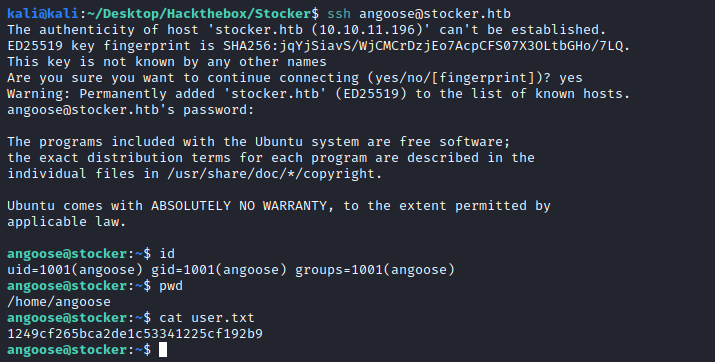 kali@kali:~/Desktop/Hackthebox/Stocker$ ssh angoose@stocker.htb
The authenticity of host 'stocker.htb (10.10.11.196)' can't be established.
ED25519 key fingerprint is SHA256:jqYjSiavS/WjCMCrDzjEo7AcpCFS07X3OLtbGHo/7LQ.
This key is not known by any other names
Are you sure you want to continue connecting (yes/no/[fingerprint])? yes
Warning: Permanently added 'stocker.htb' (ED25519) to the list of known hosts.
angoose@stocker.htb's password:
The programs included with the Ubuntu system are free software;
the exact distribution terms for each program are described in the
individual files in /usr/share/doc/*/copyright.
Ubuntu comes with ABSOLUTELY NO WARRANTY, to the extent permitted by
applicable law.
angoose@stocker:~$ id
uid=1001(angoose) gid=1001(angoose) groups=1001(angoose)
angoose@stocker:~$ pwd
/home/angoose
angoose@stocker:~$ cat user.txt
1249cf265bca2de1c53341225cf192b9
angoose@stocker:~$